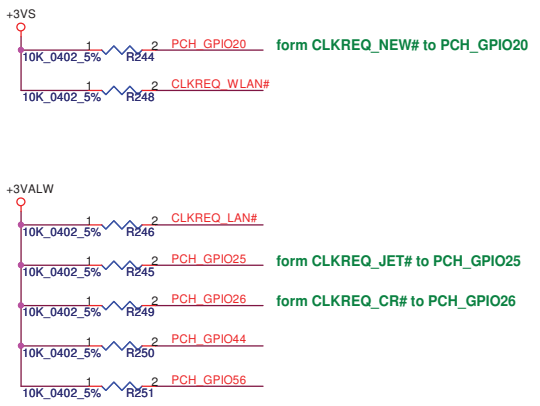 +3VS
1 2 PCH_GPIO20 form CLKREQ_NEW# to PCH_GPIO20
10K_0402_5% R244
1 2 CLKREQ_WLAN#
10K_0402_5% R248
+3VALW
1 2 CLKREQ_LAN#
10K_0402_5% R246
1 2 PCH_GPIO25 form CLKREQ_JET# to PCH_GPIO25
10K_0402_5% R245
1 2 PCH_GPIO26 form CLKREQ_CR# to PCH_GPIO26
10K_0402_5% R249
1 2 PCH_GPIO44
10K_0402_5% R250
1 2 PCH_GPIO56
10K_0402_5% R251